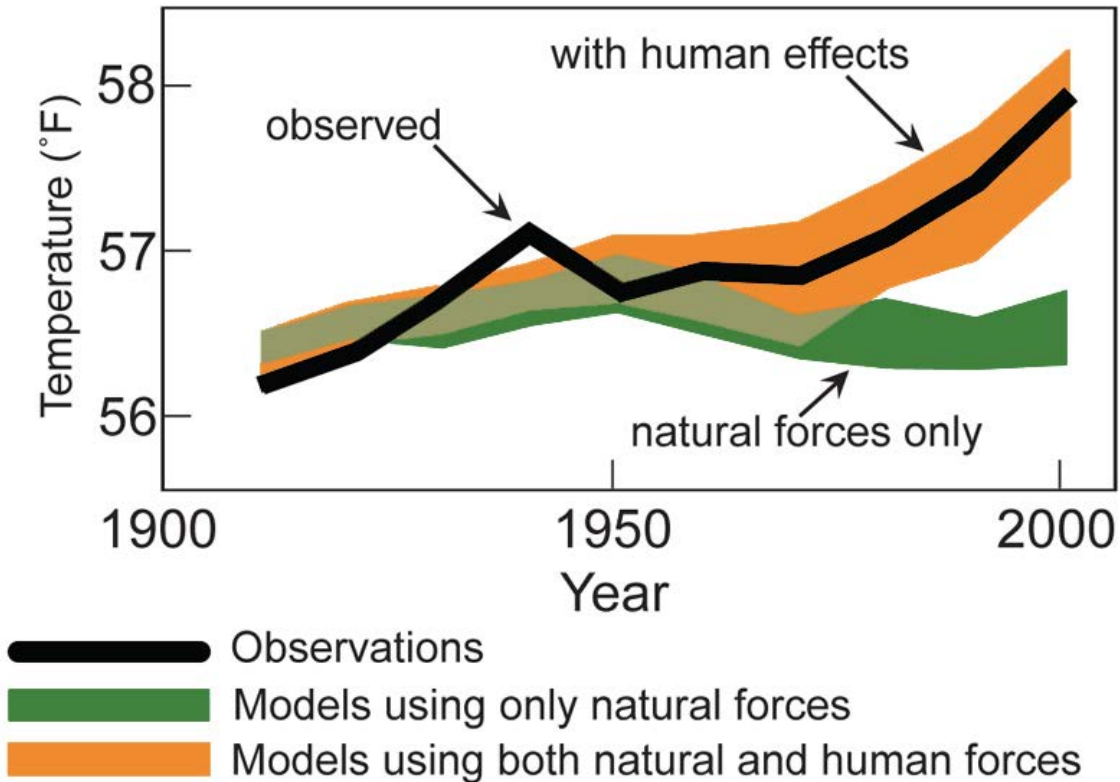 58
57
56
Temperature (˚F)
with human effects
observed
natural forces only
1900
1950
2000
Year
Observations
Models using only natural forces
Models using both natural and human forces